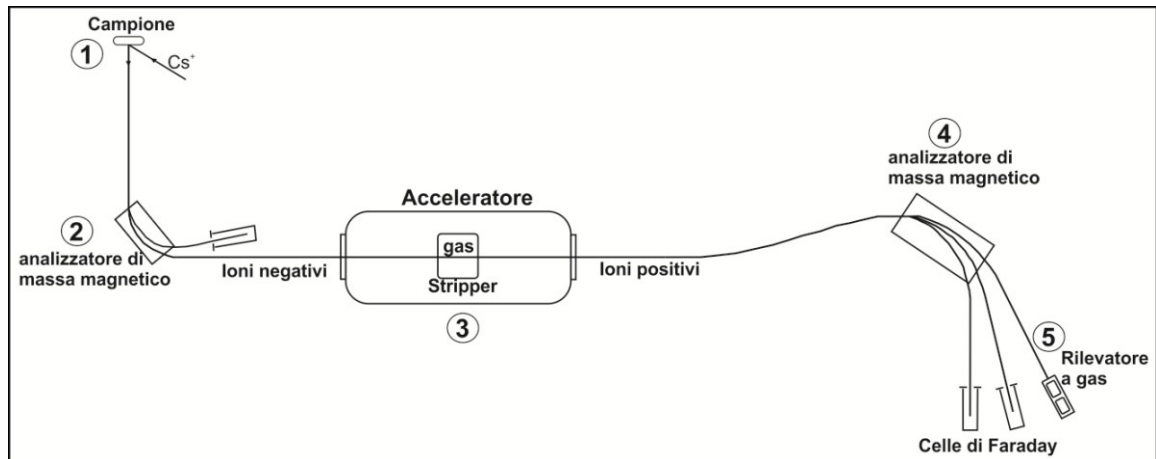 Campione
1
Cs+
2
analizzatore di
massa magnetico
Ioni negativi
Acceleratore
gas
Stripper
3
Ioni positivi
4
analizzatore di
massa magnetico
5
Rilevatore
a gas
Celle di Faraday